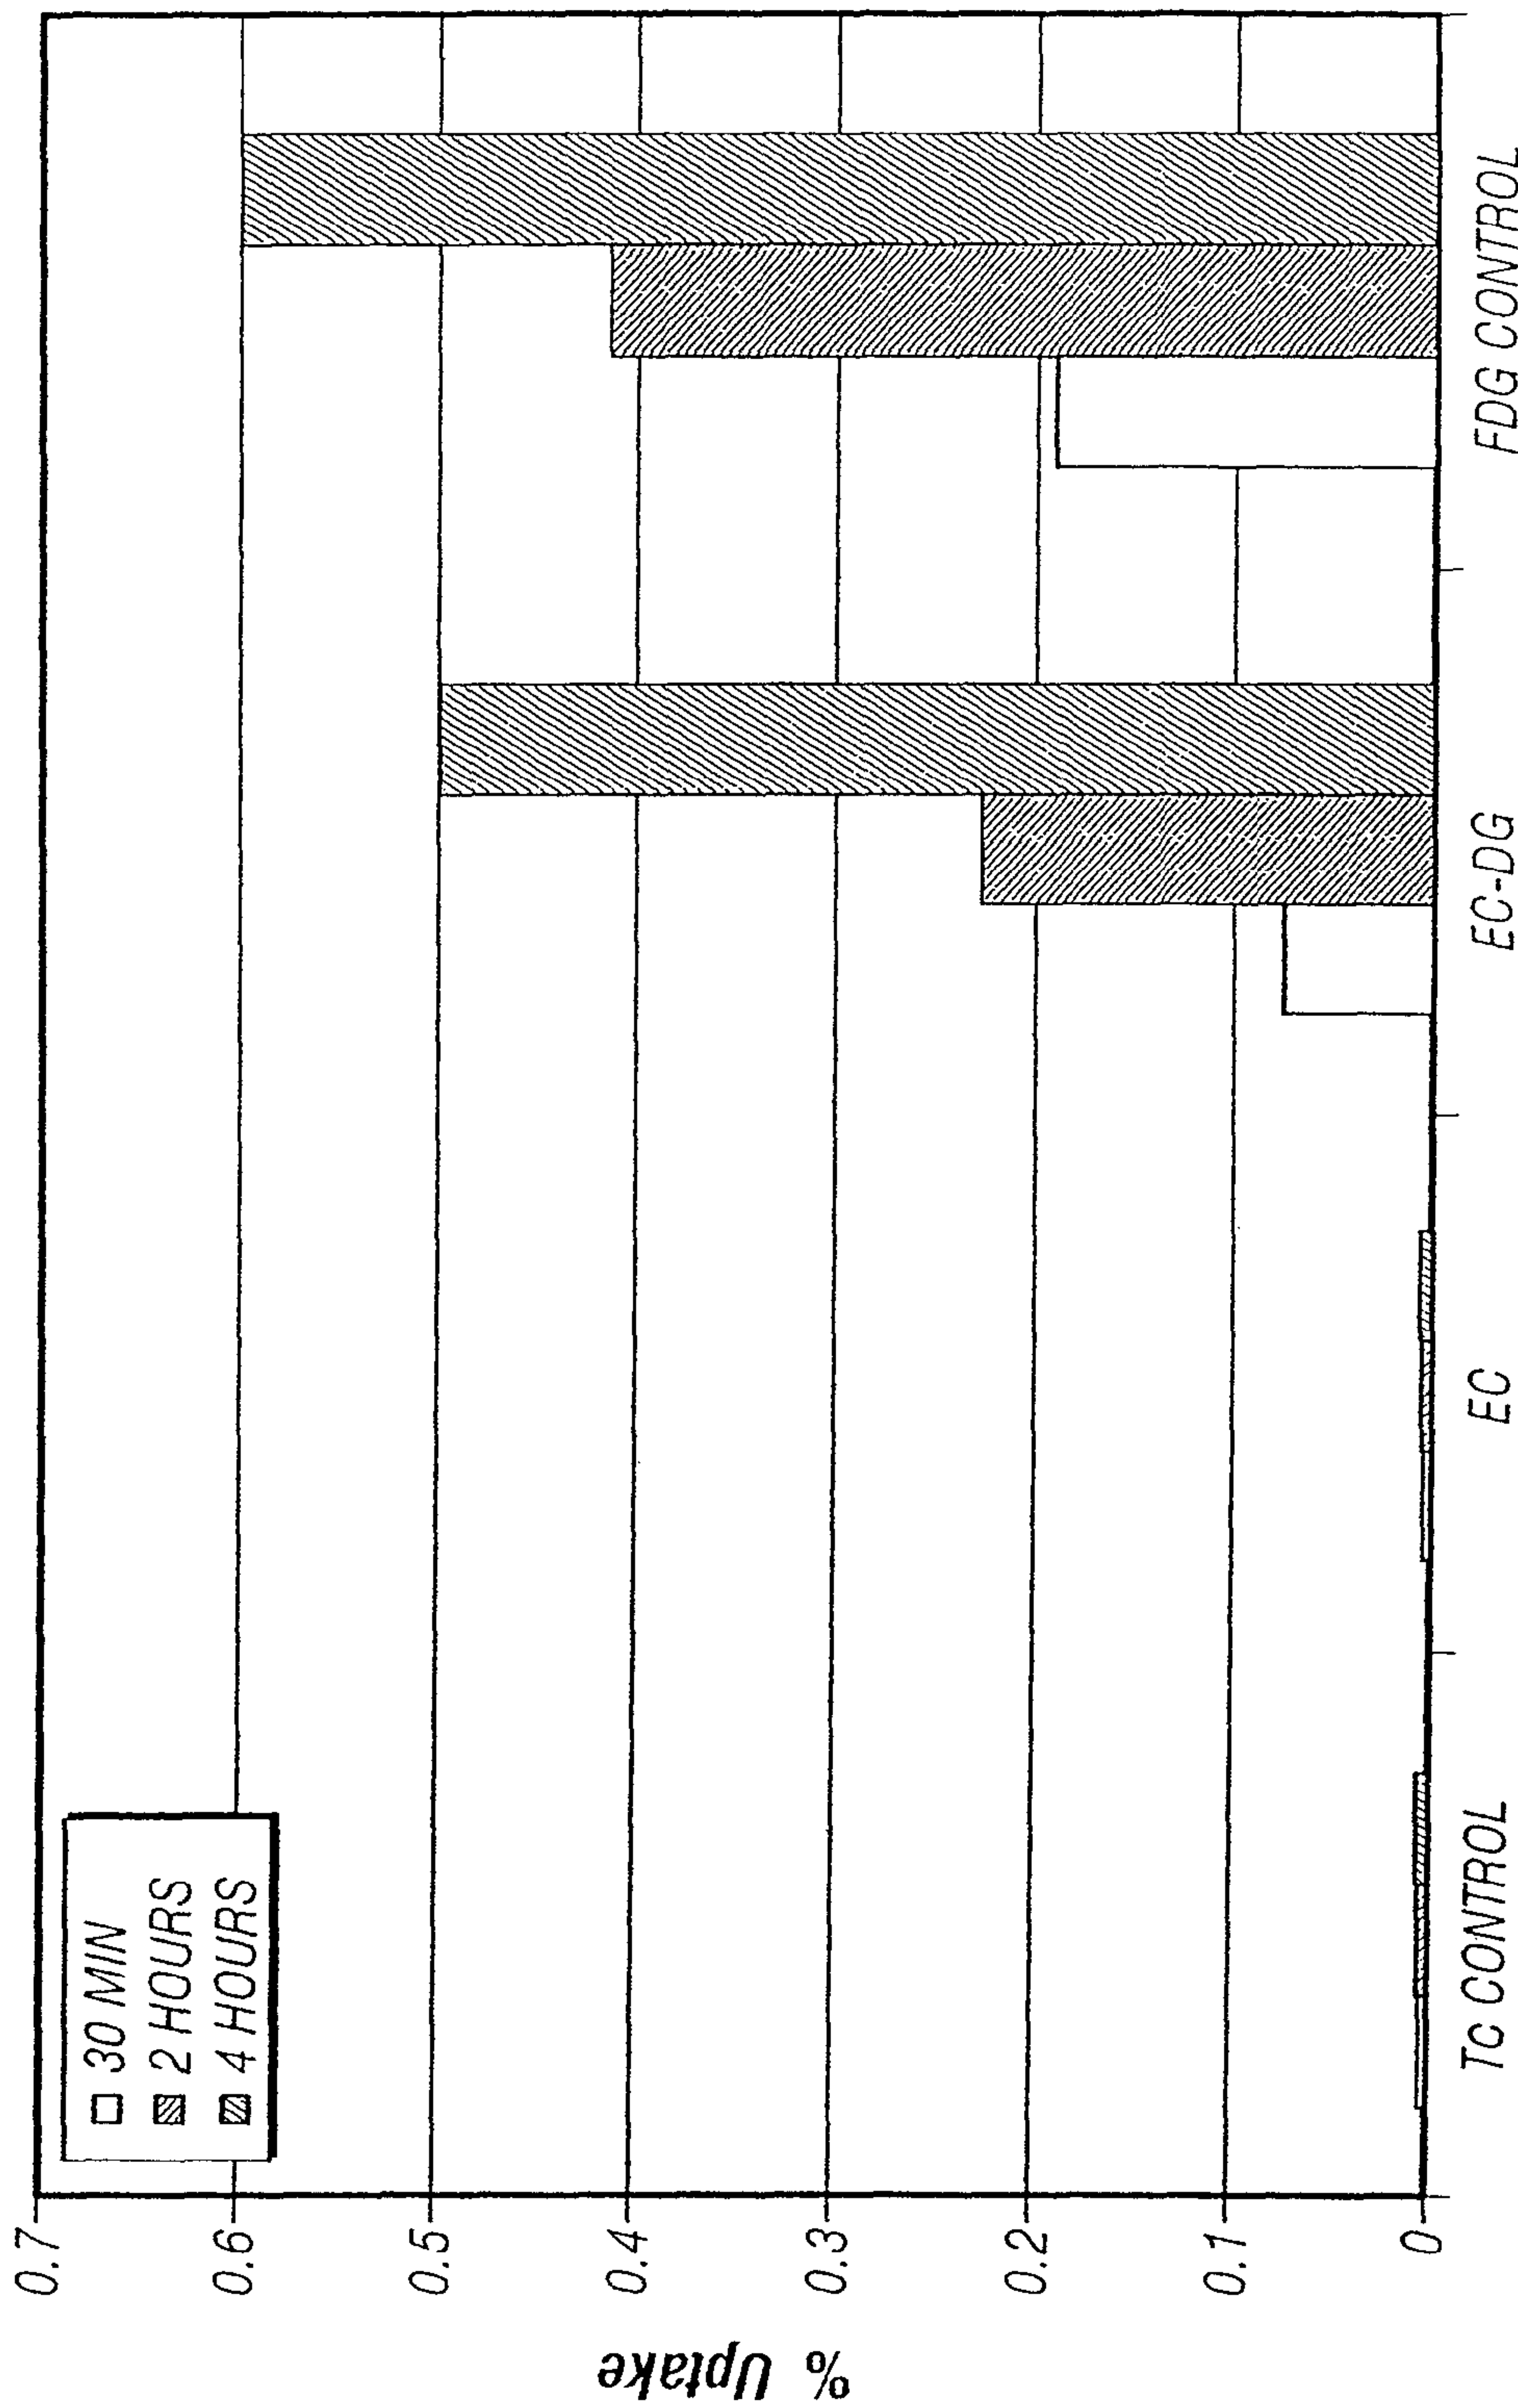 % Uptake
0.7
0.6
0.5
0.4
0.3
0.2
0.1
0
30 MIN
2 HOURS
4 HOURS
Tc CONTROL
EC
EC-DG
FDG CONTROL